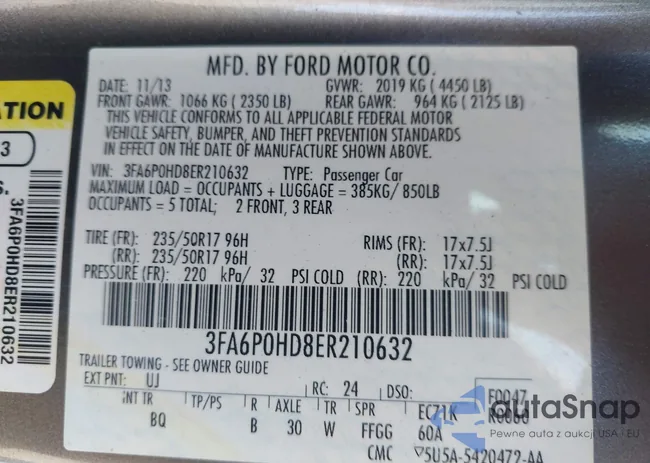 MFD. BY FORD MOTOR CO.
DATE: 11/13 GVWR: 2019 KG ( 4450 LB)
FRONT GAWR: 1066 KG ( 2350 LB) REAR GAWR: 964 KG ( 2125 LB)
THIS VEHICLE CONFORMS TO ALL APPLICABLE FEDERAL MOTOR
VEHICLE SAFETY, BUMPER, AND THEFT PREVENTION STANDARDS
IN EFFECT ON THE DATE OF MANUFACTURE SHOWN ABOVE.
VIN: 3FA6P0HD8ER210632 TYPE: Passenger Car
MAXIMUM LOAD = OCCUPANTS + LUGGAGE = 385KG/ 850LB
OCCUPANTS = 5 TOTAL; 2 FRONT, 3 REAR
TIRE (FR): 235/50R17 96H RIMS (FR): 17x7.5J
(RR): 235/50R17 96H (RR): 17x7.5J
PRESSURE (FR): 220 kPa/ 32 PSI COLD (RR): 220 kPa/ 32 PSI COLD
3FA6P0HD8ER210632
TRAILER TOWING - SEE OWNER GUIDE
EXT PNT: UJ RC: 24 DSO: F0047
INT TR TP/PS R AXLE TR SPR EC21K
BQ B 30 W FFGG 60A
CMC ▽5U5A-5420472-AA
ATION
3
3FA6P0HD8ER210632
autoSnap
Pewne auta z aukcji USA - EU